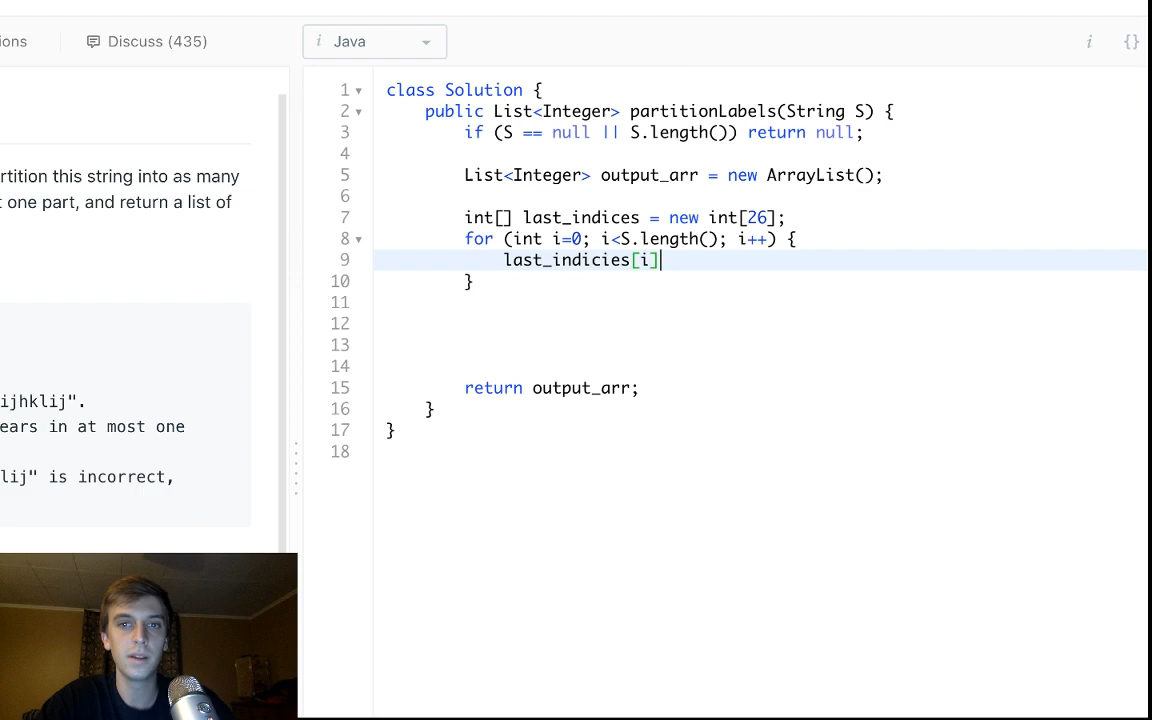 ions
Discuss (435)
i Java
i {}
rtition this string into as many
t one part, and return a list of
ijhklij".
ears in at most one
lij" is incorrect,
1 class Solution {
2 public List<Integer> partitionLabels(String S) {
3 if (S == null || S.length()) return null;
4
5 List<Integer> output_arr = new ArrayList();
6
7 int[] last_indices = new int[26];
8 for (int i=0; i<S.length(); i++) {
9 last_indicies[i]
10 }
11
12
13
14
15 return output_arr;
16 }
17 }
18